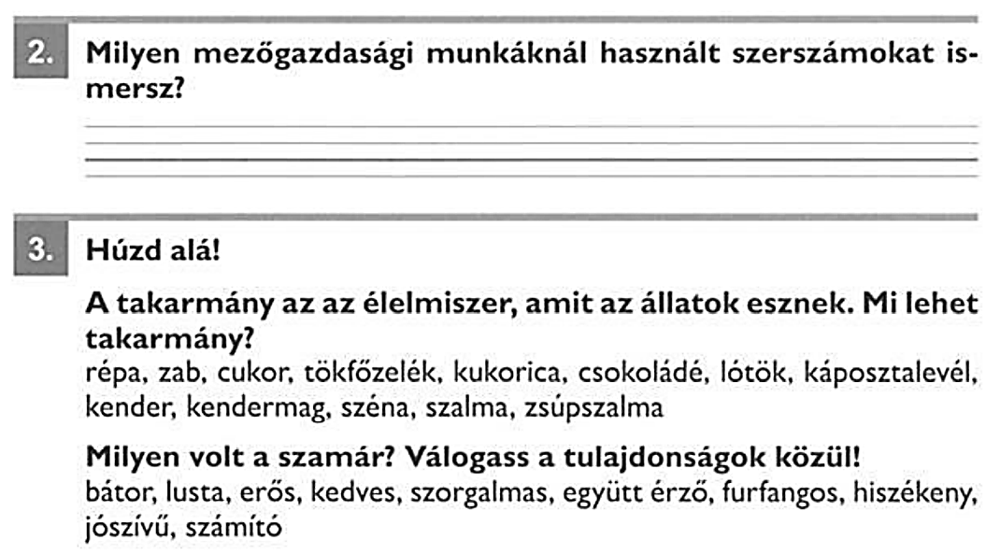 2. Milyen mezőgazdasági munkáknál használt szerszámokat is-
mersz?
3. Húzd alá!
A takarmány az az élelmiszer, amit az állatok esznek. Mi lehet
takarmány?
répa, zab, cukor, tökfőzelék, kukorica, csokoládé, lótök, káposztalevél,
kender, kendermag, széna, szalma, zsúpszalma
Milyen volt a szamár? Válogass a tulajdonságok közül!
bátor, lusta, erős, kedves, szorgalmas, együtt érző, furfangos, hiszékeny,
jószívű, számító